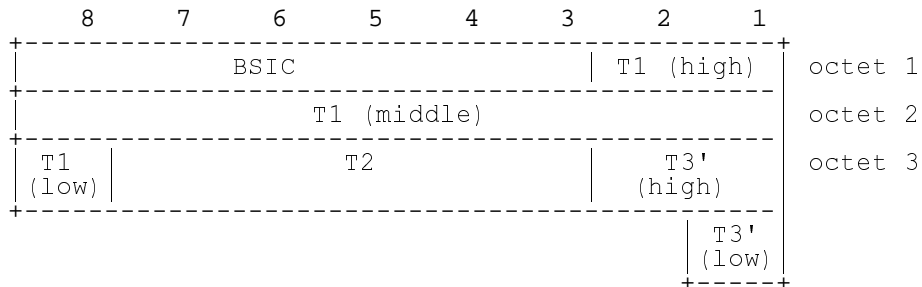 8 7 6 5 4 3 2 1
BSIC T1 (high) octet 1
T1 (middle) octet 2
T1 T2 T3' octet 3
(low) (high)
T3'
(low)